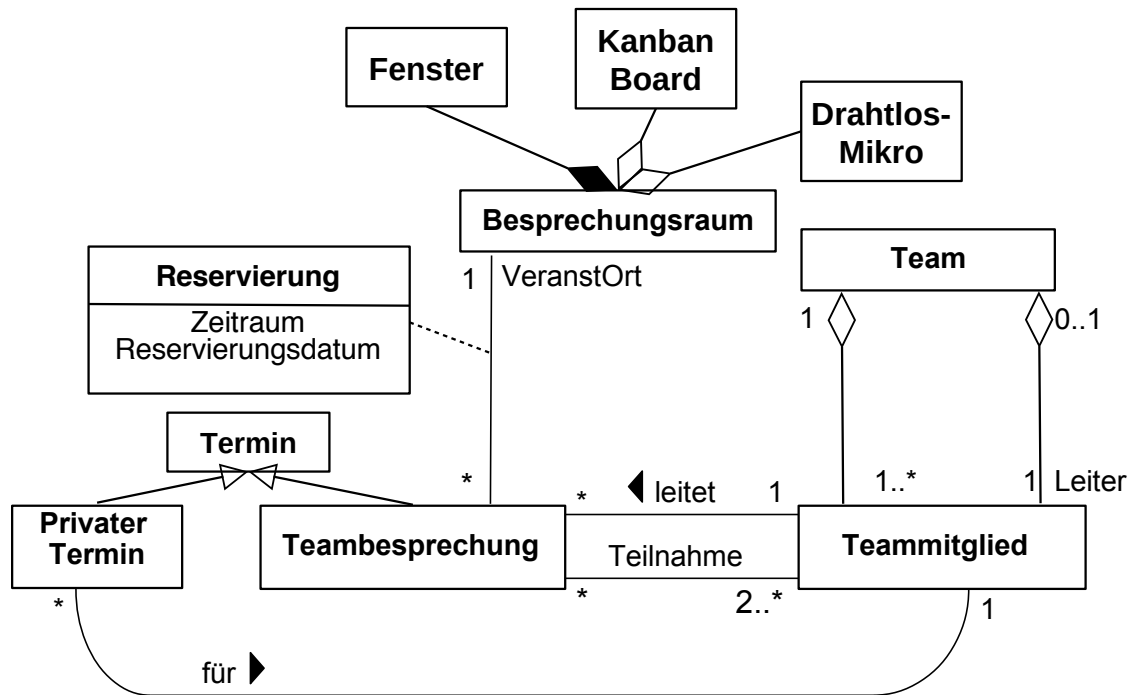 Fenster
Kanban
Board
Drahtlos-
Mikro
Besprechungsraum
Reservierung
Zeitraum
Reservierungsdatum
1
VeranstOrt
Team
1
0..1
Termin
*
*
leitet
1
1..*
1
Leiter
Privater
Termin
Teambesprechung
Teilnahme
Teammitglied
*
*
2..*
1
für